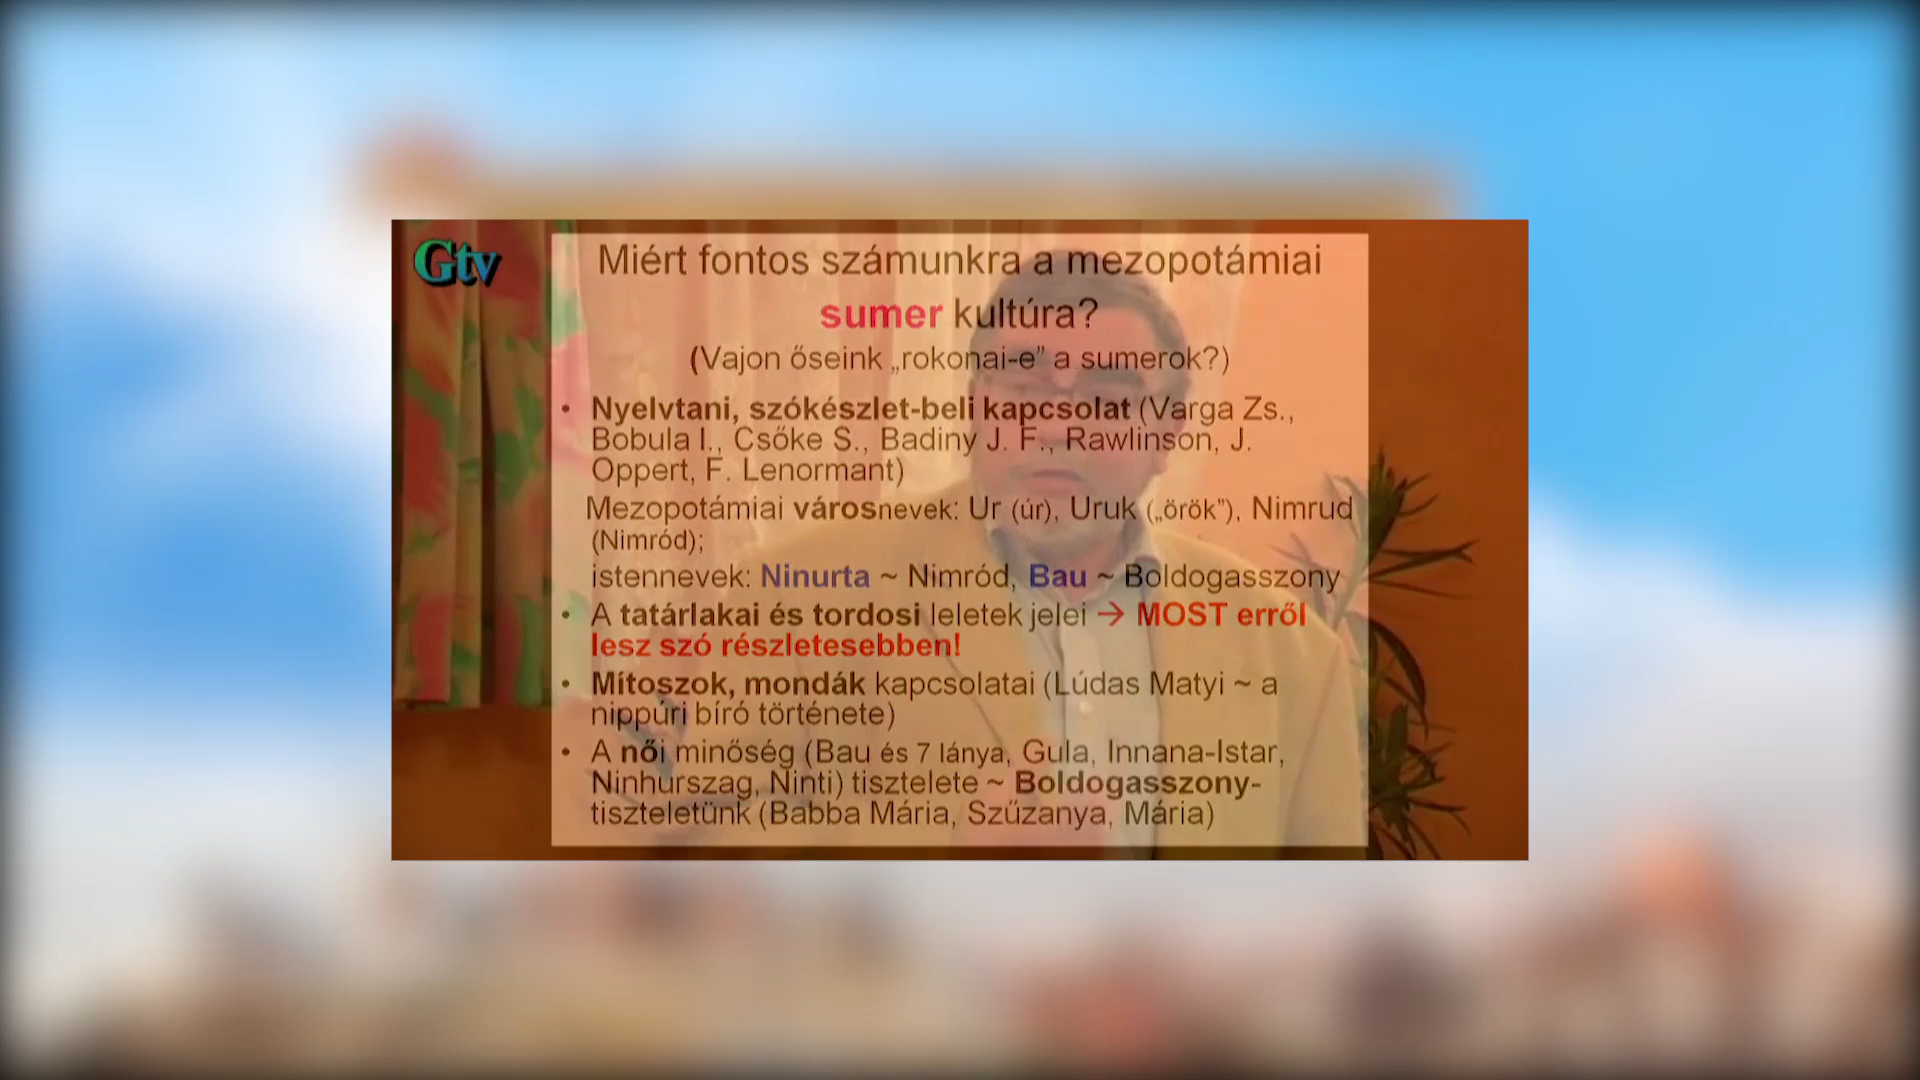 Gtv
Miért fontos számunkra a mezopotámiai
sumer kultúra?
(Vajon őseink „rokonai-e” a sumerok?)
• Nyelvtani, szókészlet-beli kapcsolat (Varga Zs.,
Bobula I., Csőke S., Badiny J. F., Rawlinson, J.
Oppert, F. Lenormant)
Mezopotámiai városnevek: Ur (úr), Uruk („örök”), Nimrud
(Nimród);
istennevek: Ninurta ~ Nimród, Bau ~ Boldogasszony
• A tatárlakai és tordosi leletek jelei → MOST erről
lesz szó részletesebben!
• Mítoszok, mondák kapcsolatai (Lúdas Matyi ~ a
nippúri bíró története)
• A női minőség (Bau és 7 lánya, Gula, Innana-Istar,
Ninhurszag, Ninti) tisztelete ~ Boldogasszony-
tiszteletünk (Babba Mária, Szűzanya, Mária)